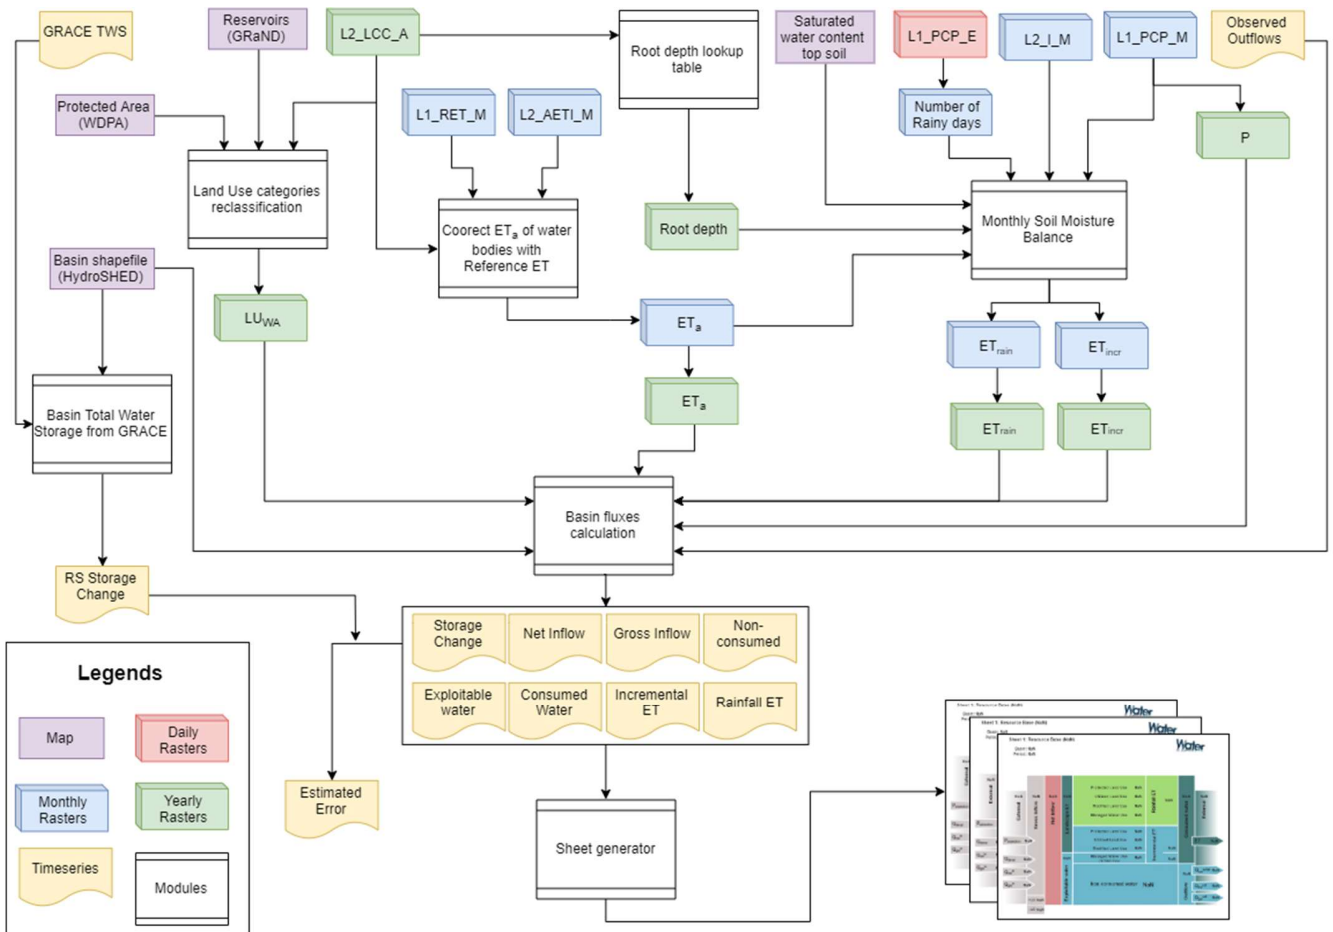 GRACE TWS
Reservoirs
(GRaND)
L2_LCC_A
Root depth lookup
table
Saturated
water content
top soil
L1_PCP_E
L2_I_M
L1_PCP_M
Observed
Outflows
Protected Area
(WDPA)
L1_RET_M
L2_AETI_M
Number of
Rainy days
P
Land Use categories
reclassification
Coorect ETa of water
bodies with
Reference ET
Root depth
Monthly Soil Moisture
Balance
Basin shapefile
(HydroSHED)
LUWA
ETa
ETrain
ETincr
ETa
ETrain
ETincr
Basin Total Water
Storage from GRACE
Basin fluxes
calculation
RS Storage
Change
Storage
Change
Net Inflow
Gross Inflow
Non-
consumed
Exploitable
water
Consumed
Water
Incremental
ET
Rainfall ET
Legends
Map
Daily
Rasters
Monthly
Rasters
Yearly
Rasters
Timeseries
Modules
Estimated
Error
Sheet generator
Water
Water
Water
Sheet 1: Resource Base (NaN)